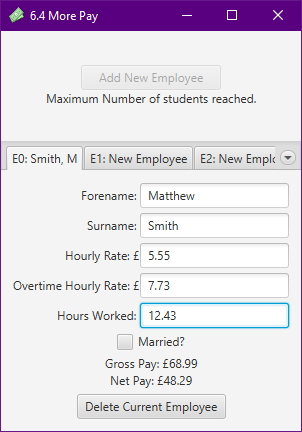 6.4 More Pay
Add New Employee
Maximum Number of students reached.
E0: Smith, M E1: New Employee E2: New Emplo
Forename: Matthew
Surname: Smith
Hourly Rate: £ 5.55
Overtime Hourly Rate: £ 7.73
Hours Worked: 12.43
Married?
Gross Pay: £68.99
Net Pay: £48.29
Delete Current Employee